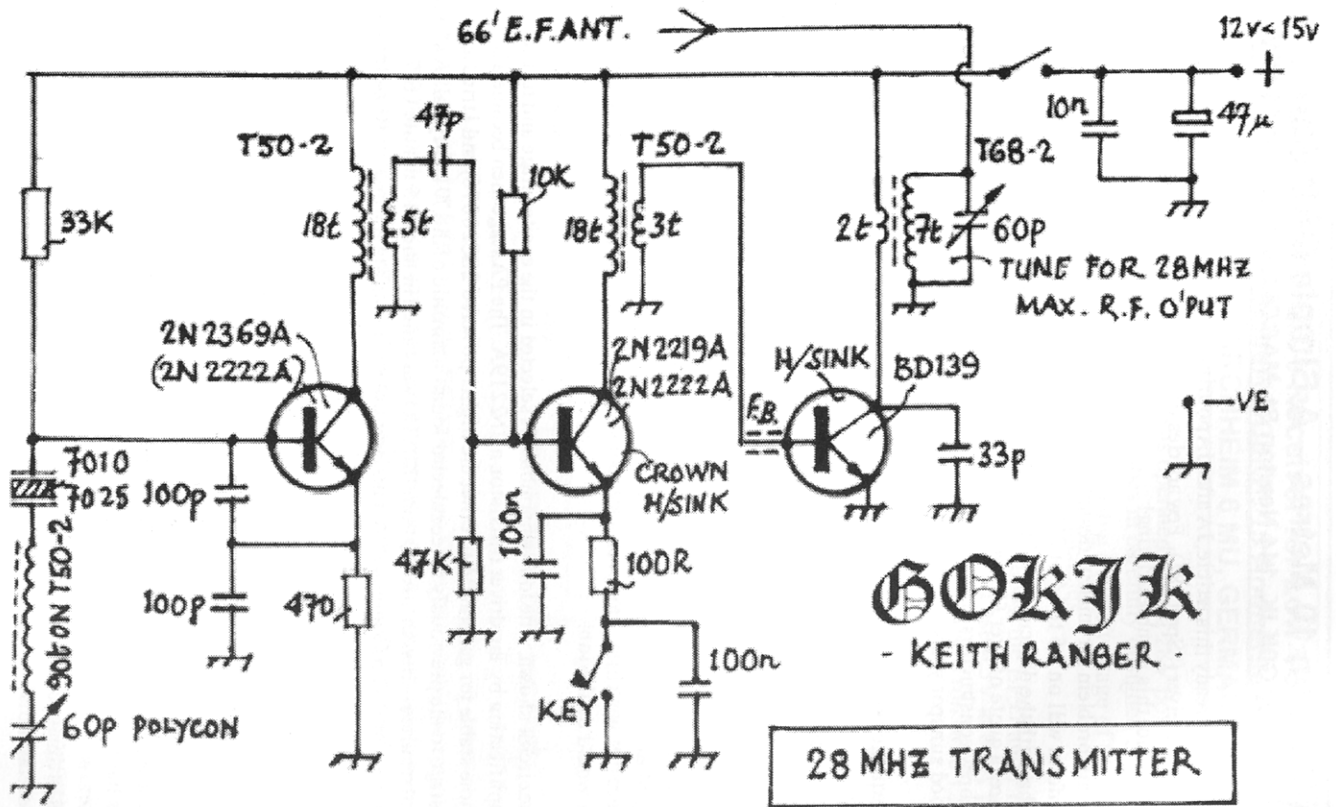 66' E.F.ANT.
12v<15v
+
10n
47µ
T50-2
47p
10K
T50-2
T68-2
33K
18t
5t
18t
3t
2t
7t
60p
TUNE FOR 28MHZ
MAX. R.F. O'PUT
2N2369A
(2N2222A)
2N2219A
2N2222A
H/SINK
BD139
F.B.
—VE
7010
7025
100p
CROWN
H/SINK
33p
100n
90t ON T50-2
100p
470
47K
100R
G0KJK
- KEITH RANGER -
100n
KEY
60p POLYCON
28 MHZ TRANSMITTER